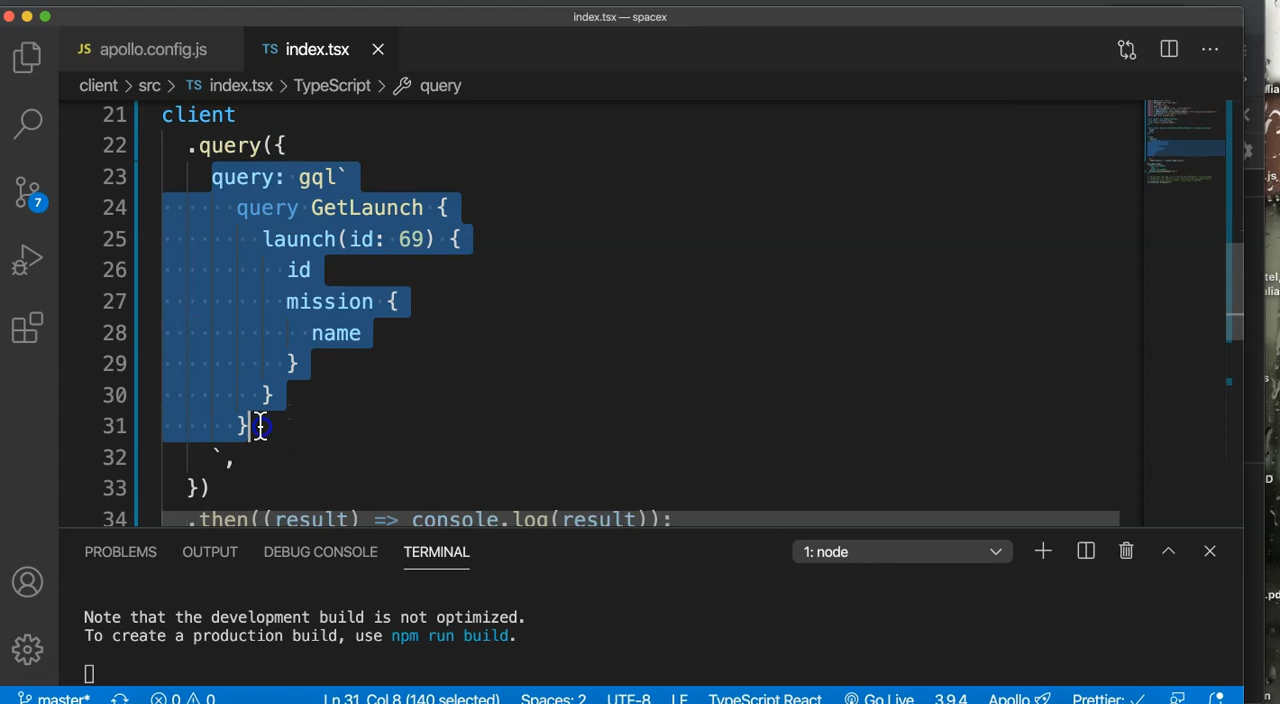 index.tsx — spacex
JS apollo.config.js
TS index.tsx
client > src > TS index.tsx > TypeScript > query
21 client
22 .query({
23 query: gql`
24 query GetLaunch {
25 launch(id: 69) {
26 id
27 mission {
28 name
29 }
30 }
31 }
32 `,
33 })
34 .then((result) => console.log(result));
7
PROBLEMS OUTPUT DEBUG CONSOLE TERMINAL 1: node
Note that the development build is not optimized.
To create a production build, use npm run build.
master* 0 0 Ln 31, Col 8 (140 selected) Spaces: 2 UTF-8 LF TypeScript React Go Live 3.9.4 Apollo Prettier: ✓